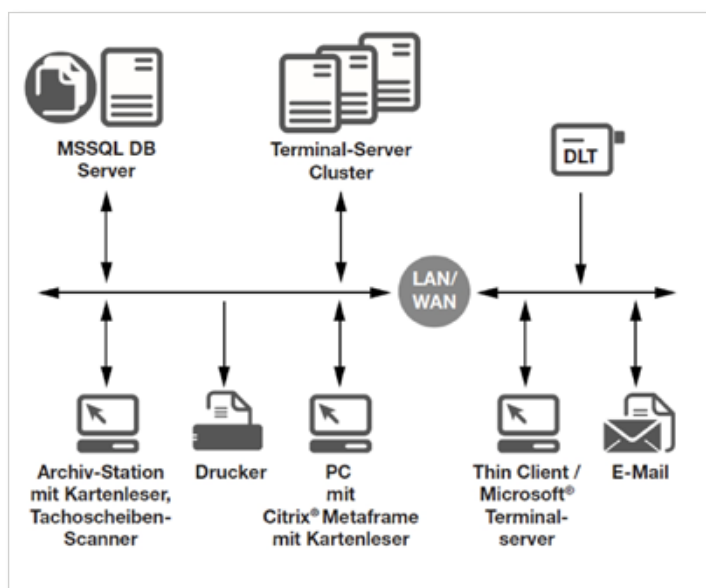 MSSQL DB
Server
Terminal-Server
Cluster
DLT
LAN/
WAN
Archiv-Station
mit Kartenleser,
Tachoscheiben-
Scanner
Drucker
PC
mit
Citrix® Metaframe
mit Kartenleser
Thin Client /
Microsoft®
Terminal-
server
E-Mail